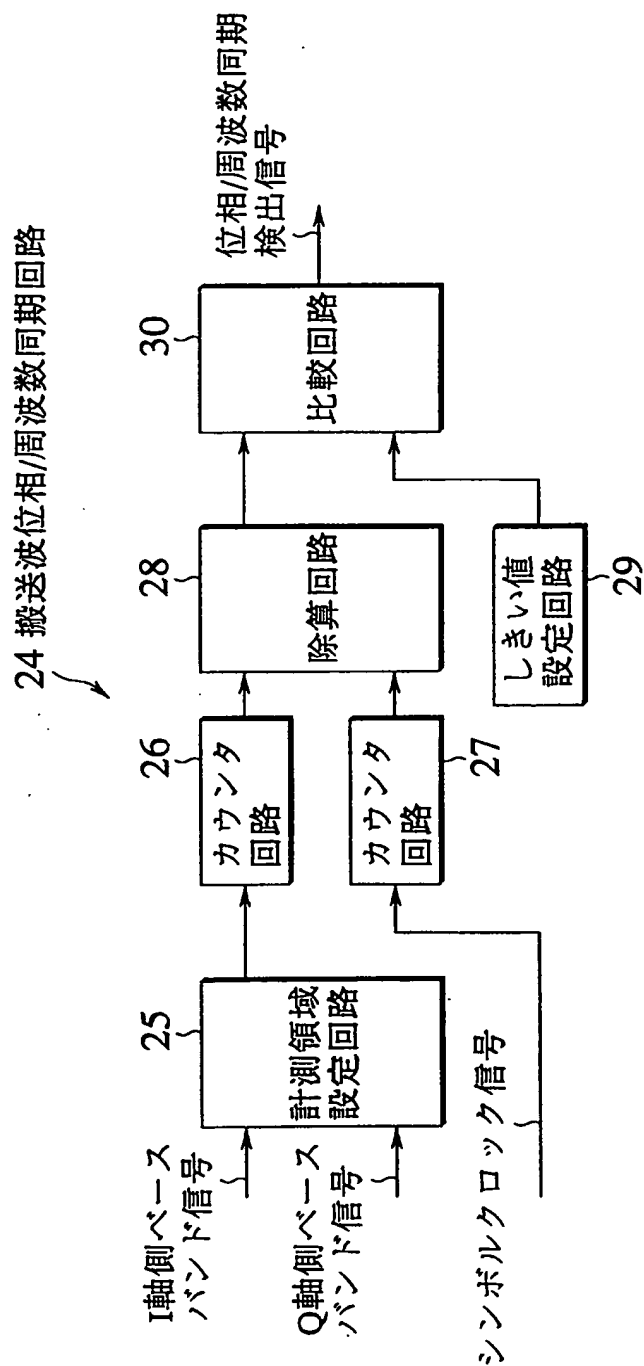 24 搬送波位相/周波数同期回路
I軸側ベース
バンド信号
Q軸側ベース
バンド信号
シンボルクロック信号
25
計測領域
設定回路
26
カウンタ
回路
カウンタ
回路
27
28
除算回路
しきい値
設定回路
29
30
比較回路
位相/周波数同期
検出信号